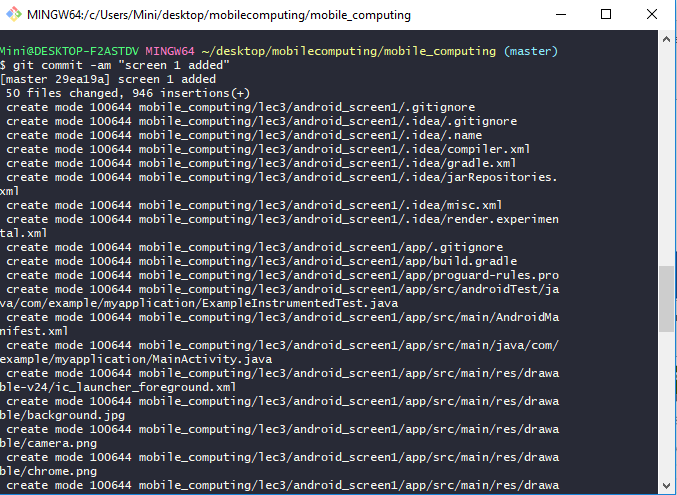 MINGW64:/c/Users/Mini/desktop/mobilecomputing/mobile_computing
Mini@DESKTOP-F2ASTDV MINGW64 ~/desktop/mobilecomputing/mobile_computing (master)
$ git commit -am "screen 1 added"
[master 29ea19a] screen 1 added
 50 files changed, 946 insertions(+)
 create mode 100644 mobile_computing/lec3/android_screen1/.gitignore
 create mode 100644 mobile_computing/lec3/android_screen1/.idea/.gitignore
 create mode 100644 mobile_computing/lec3/android_screen1/.idea/.name
 create mode 100644 mobile_computing/lec3/android_screen1/.idea/compiler.xml
 create mode 100644 mobile_computing/lec3/android_screen1/.idea/gradle.xml
 create mode 100644 mobile_computing/lec3/android_screen1/.idea/jarRepositories.
xml
 create mode 100644 mobile_computing/lec3/android_screen1/.idea/misc.xml
 create mode 100644 mobile_computing/lec3/android_screen1/.idea/render.experimen
tal.xml
 create mode 100644 mobile_computing/lec3/android_screen1/app/.gitignore
 create mode 100644 mobile_computing/lec3/android_screen1/app/build.gradle
 create mode 100644 mobile_computing/lec3/android_screen1/app/proguard-rules.pro
 create mode 100644 mobile_computing/lec3/android_screen1/app/src/androidTest/ja
va/com/example/myapplication/ExampleInstrumentedTest.java
 create mode 100644 mobile_computing/lec3/android_screen1/app/src/main/AndroidMa
nifest.xml
 create mode 100644 mobile_computing/lec3/android_screen1/app/src/main/java/com/
example/myapplication/MainActivity.java
 create mode 100644 mobile_computing/lec3/android_screen1/app/src/main/res/drawa
ble-v24/ic_launcher_foreground.xml
 create mode 100644 mobile_computing/lec3/android_screen1/app/src/main/res/drawa
ble/background.jpg
 create mode 100644 mobile_computing/lec3/android_screen1/app/src/main/res/drawa
ble/camera.png
 create mode 100644 mobile_computing/lec3/android_screen1/app/src/main/res/drawa
ble/chrome.png
 create mode 100644 mobile_computing/lec3/android_screen1/app/src/main/res/drawa